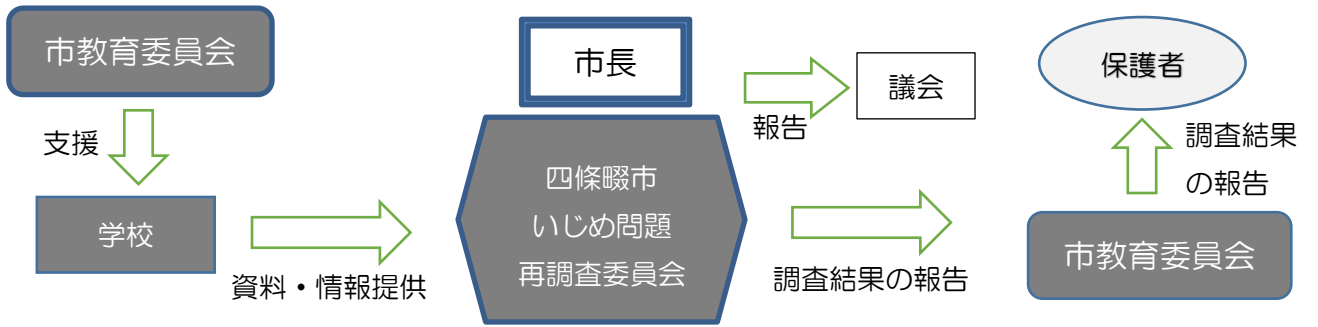 市教育委員会
支援
学校
資料・情報提供
市長
四條畷市
いじめ問題
再調査委員会
報告
議会
調査結果の報告
保護者
調査結果
の報告
市教育委員会